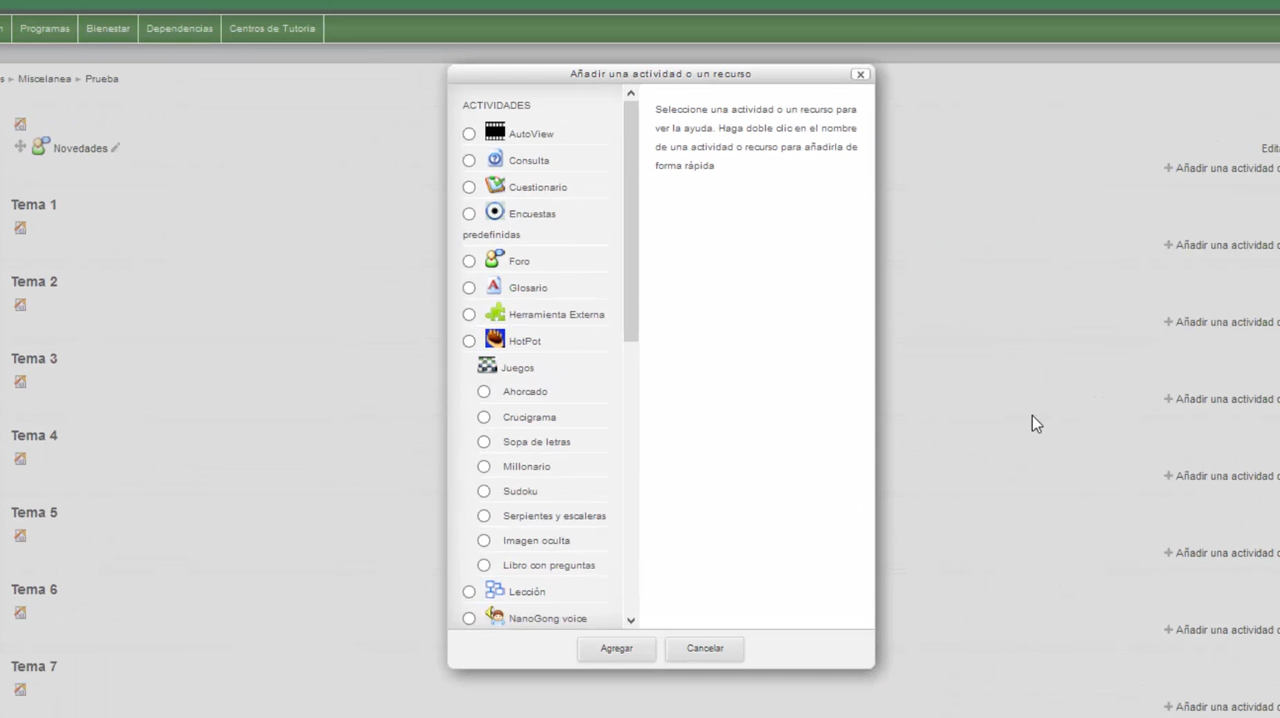 Programas Bienestar Dependencias Centros de Tutoria
Miscelanea ► Prueba
Novedades
Tema 1
Tema 2
Tema 3
Tema 4
Tema 5
Tema 6
Tema 7
Añadir una actividad o un recurso
ACTIVIDADES
AutoView
Consulta
Cuestionario
Encuestas
predefinidas
Foro
Glosario
Herramienta Externa
HotPot
Juegos
Ahorcado
Crucigrama
Sopa de letras
Millonario
Sudoku
Serpientes y escaleras
Imagen oculta
Libro con preguntas
Lección
NanoGong voice
Seleccione una actividad o un recurso para
ver la ayuda. Haga doble clic en el nombre
de una actividad o recurso para añadirla de
forma rápida
Agregar Cancelar
Añadir una actividad
Añadir una actividad
Añadir una actividad
Añadir una actividad
Añadir una actividad
Añadir una actividad
Añadir una actividad
Añadir una actividad